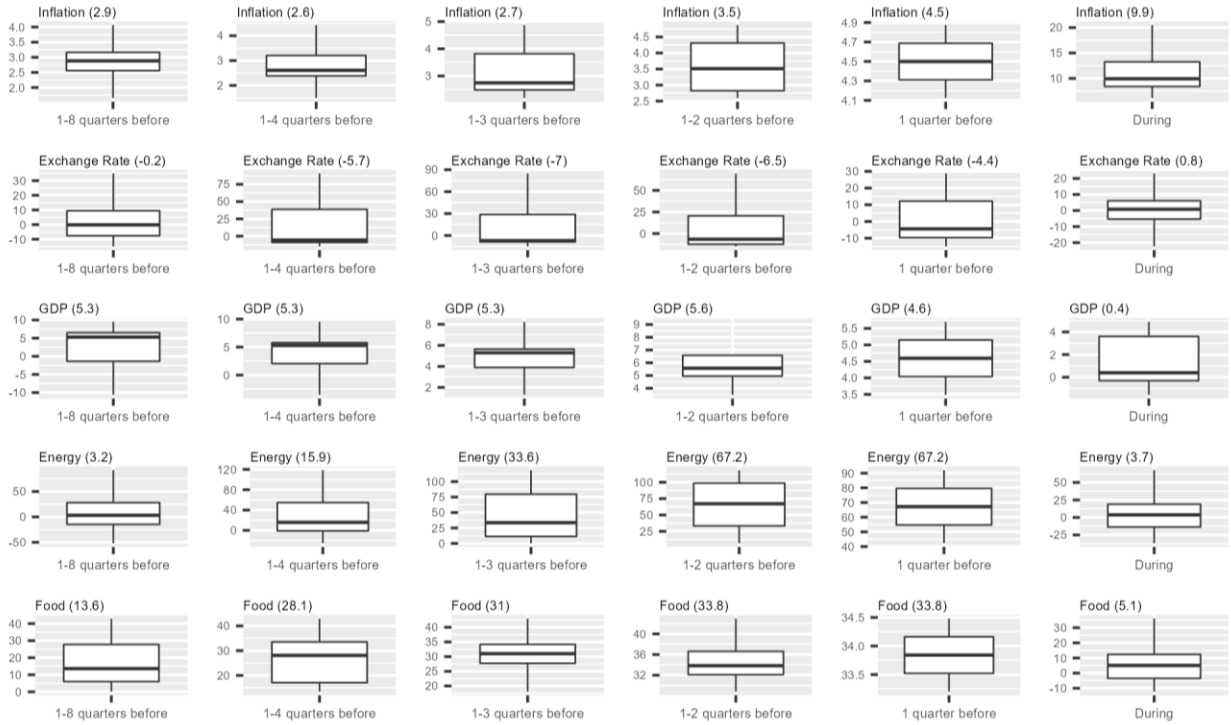 Inflation (2.9) Inflation (2.6) Inflation (2.7) Inflation (3.5) Inflation (4.5) Inflation (9.9)
4.0 3.5 3.0 2.5 2.0
4 3 2
5 3
4.5 4.0 3.5 3.0 2.5
4.9 4.7 4.5 4.3 4.1
20 15 10
1-8 quarters before 1-4 quarters before 1-3 quarters before 1-2 quarters before 1 quarter before During
Exchange Rate (-0.2) Exchange Rate (-5.7) Exchange Rate (-7) Exchange Rate (-6.5) Exchange Rate (-4.4) Exchange Rate (0.8)
30 20 10 0 -10
75 50 25 0
90 60 30 0
50 25 0
30 20 10 0 -10
20 10 0 -10 -20
1-8 quarters before 1-4 quarters before 1-3 quarters before 1-2 quarters before 1 quarter before During
GDP (5.3) GDP (5.3) GDP (5.3) GDP (5.6) GDP (4.6) GDP (0.4)
10 5 0 -5 -10
10 5 0
8 6 4 2
9 8 7 6 5 4
5.5 5.0 4.5 4.0 3.5
4 2 0
1-8 quarters before 1-4 quarters before 1-3 quarters before 1-2 quarters before 1 quarter before During
Energy (3.2) Energy (15.9) Energy (33.6) Energy (67.2) Energy (67.2) Energy (3.7)
50 0 -50
120 80 40 0
100 75 50 25 0
100 75 50 25
90 80 70 60 50 40
50 25 0 -25
1-8 quarters before 1-4 quarters before 1-3 quarters before 1-2 quarters before 1 quarter before During
Food (13.6) Food (28.1) Food (31) Food (33.8) Food (33.8) Food (5.1)
40 30 20 10 0
40 30 20
40 35 30 25 20
40 36 32
34.5 34.0 33.5
30 20 10 0 -10
1-8 quarters before 1-4 quarters before 1-3 quarters before 1-2 quarters before 1 quarter before During